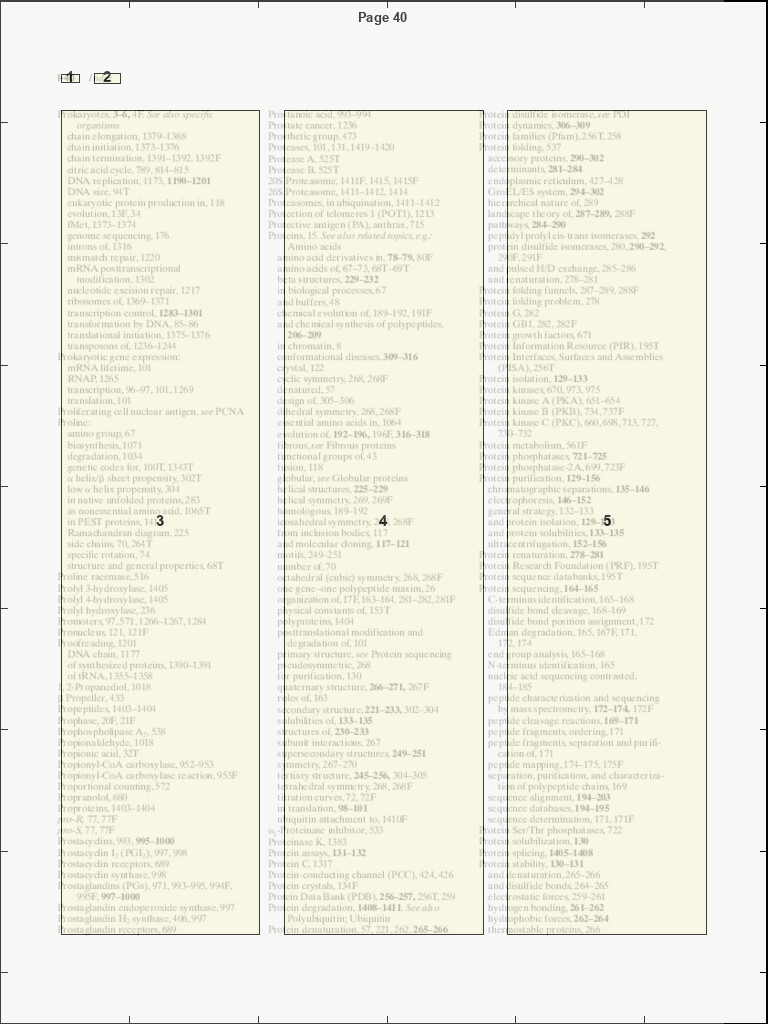 Page 40
1 2
Prokaryotes, 3–6, 4F. See also specific
organisms
chain elongation, 1379–1388
chain initiation, 1373–1376
chain termination, 1391–1392, 1392F
citric acid cycle, 789, 814–815
DNA replication, 1173, 1190–1201
DNA size, 94T
eukaryotic protein production in, 118
evolution, 13F, 34
fMet, 1373–1374
genome sequencing, 176
introns of, 1316
mismatch repair, 1220
mRNA posttranscriptional
modification, 1302
nucleotide excision repair, 1217
ribosomes of, 1369–1371
transcription control, 1283–1301
transformation by DNA, 85–86
translational initiation, 1375–1376
transposons of, 1236–1244
Prokaryotic gene expression:
mRNA lifetime, 101
RNAP, 1265
transcription, 96–97, 101, 1269
translation, 101
Proliferating cell nuclear antigen, see PCNA
Proline:
amino group, 67
biosynthesis, 1071
degradation, 1034
genetic codes for, 100T, 1343T
α helix/β sheet propensity, 302T
low α helix propensity, 304
in native unfolded proteins, 283
as nonessential amino acid, 1065T
in PEST proteins,
3
Ramachandran diagram, 225
side chains, 70, 264T
specific rotation, 74
structure and general properties, 68T
Proline racemase, 516
Prolyl 3-hydroxylase, 1405
Prolyl 4-hydroxylase, 1405
Prolyl hydroxylase, 236
Promoters, 97, 571, 1266–1267, 1284
Pronucleus, 121, 121F
Proofreading, 1201
DNA chain, 1177
of synthesized proteins, 1390–1391
of tRNA, 1355–1358
1, 2-Propanediol, 1018
β Propeller, 433
Propeptides, 1403–1404
Prophase, 20F, 21F
Prophospholipase A₂, 538
Propionaldehyde, 1018
Propionic acid, 32T
Propionyl-CoA carboxylase, 952–953
Propionyl-CoA carboxylase reaction, 953F
Proportional counting, 572
Propranolol, 680
Proproteins, 1403–1404
pro-R, 77, 77F
pro-S, 77, 77F
Prostacyclins, 993, 995–1000
Prostacyclin I₂ (PGI₂), 997, 998
Prostacyclin receptors, 689
Prostacyclin synthase, 998
Prostaglandins (PGs), 971, 993–995, 994F,
995F, 997–1000
Prostaglandin endoperoxide synthase, 997
Prostaglandin H₂ synthase, 406, 997
Prostaglandin receptors, 689
Prostanoic acid, 993–994
Prostate cancer, 1236
Prosthetic group, 473
Proteases, 101, 131, 1419–1420
Protease A, 525T
Protease B, 525T
20S Proteasome, 1411F, 1415, 1415F
26S Proteasome, 1411–1412, 1414
Proteasomes, in ubiquitination, 1411–1412
Protection of telomeres 1 (POT1), 1213
Protective antigen (PA), anthrax, 715
Proteins, 15. See also related topics, e.g.:
Amino acids
amino acid derivatives in, 78–79, 80F
amino acids of, 67–73, 68T–69T
beta structures, 229–232
in biological processes, 67
and buffers, 48
chemical evolution of, 189–192, 191F
and chemical synthesis of polypeptides,
206–209
in chromatin, 8
conformational diseases, 309–316
crystal, 122
cyclic symmetry, 268, 268F
denatured, 57
design of, 305–306
dihedral symmetry, 268, 268F
essential amino acids in, 1064
evolution of, 192–196, 196F, 316–318
fibrous, see Fibrous proteins
functional groups of, 43
fusion, 118
globular, see Globular proteins
helical structures, 225–229
helical symmetry, 269, 269F
homologous, 189–192
icosahedral symmetry, 268F
4
from inclusion bodies, 117
and molecular cloning, 117–121
motifs, 249–251
number of, 70
octahedral (cubic) symmetry, 268, 268F
one gene–one polypeptide maxim, 26
organization of, 17F, 163–164, 281–282, 281F
physical constants of, 153T
polyproteins, 1404
posttranslational modification and
degradation of, 101
primary structure, see Protein sequencing
pseudosymmetric, 268
purification, 130
quaternary structure, 266–271, 267F
roles of, 163
secondary structure, 221–233, 302–304
solubilities of, 133–135
structures of, 230–233
subunit interactions, 267
supersecondary structures, 249–251
symmetry, 267–270
tertiary structure, 245–256, 304–305
tetrahedral symmetry, 268, 268F
titration curves, 72, 72F
in translation, 98–101
ubiquitin attachment to, 1410F
α₁-Proteinase inhibitor, 533
Proteinase K, 1383
Protein assays, 131–132
Protein C, 1317
Protein-conducting channel (PCC), 424, 426
Protein crystals, 134F
Protein Data Bank (PDB), 256–257, 256T, 259
Protein degradation, 1408–1411. See also
Polyubiquitin; Ubiquitin
Protein denaturation, 57, 221, 262, 265–266
Protein disulfide isomerase, see PDI
Protein dynamics, 306–309
Protein families (Pfam), 256T, 258
Protein folding, 537
accessory proteins, 290–302
determinants, 281–284
endoplasmic reticulum, 427–428
GroEL/ES system, 294–302
hierarchical nature of, 289
landscape theory of, 287–289, 288F
pathways, 284–290
peptidyl prolyl cis-trans isomerases, 292
protein disulfide isomerases, 280, 290–292,
290F, 291F
and pulsed H/D exchange, 285–286
and renaturation, 278–281
Protein folding funnels, 287–289, 288F
Protein folding problem, 278
Protein G, 282
Protein GB1, 282, 282F
Protein growth factors, 671
Protein Information Resource (PIR), 195T
Protein Interfaces, Surfaces and Assemblies
(PISA), 256T
Protein isolation, 129–133
Protein kinases, 670, 973, 975
Protein kinase A (PKA), 651–654
Protein kinase B (PKB), 734, 737F
Protein kinase C (PKC), 660, 698, 713, 727,
730–732
Protein metabolism, 561F
Protein phosphatases, 721–725
Protein phosphatase-2A, 699, 723F
Protein purification, 129–156
chromatographic separations, 135–146
electrophoresis, 146–152
general strategy, 132–133
and protein isolation,
5
and protein solubilities, 133–135
ultracentrifugation, 152–156
Protein renaturation, 278–281
Protein Research Foundation (PRF), 195T
Protein sequence databanks, 195T
Protein sequencing, 164–165
C-terminus identification, 165–168
disulfide bond cleavage, 168–169
disulfide bond position assignment, 172
Edman degradation, 165, 167F, 171,
172, 174
end group analysis, 165–168
N-terminus identification, 165
nucleic acid sequencing contrasted,
184–185
peptide characterization and sequencing
by mass spectrometry, 172–174, 172F
peptide cleavage reactions, 169–171
peptide fragments, ordering, 171
peptide fragments, separation and purifi-
cation of, 171
peptide mapping, 174–175, 175F
separation, purification, and characteriza-
tion of polypeptide chains, 169
sequence alignment, 194–203
sequence databases, 194–195
sequence determination, 171, 171F
Protein Ser/Thr phosphatases, 722
Protein solubilization, 130
Protein splicing, 1405–1408
Protein stability, 130–131
and denaturation, 265–266
and disulfide bonds, 264–265
electrostatic forces, 259–261
hydrogen bonding, 261–262
hydrophobic forces, 262–264
thermostable proteins, 266